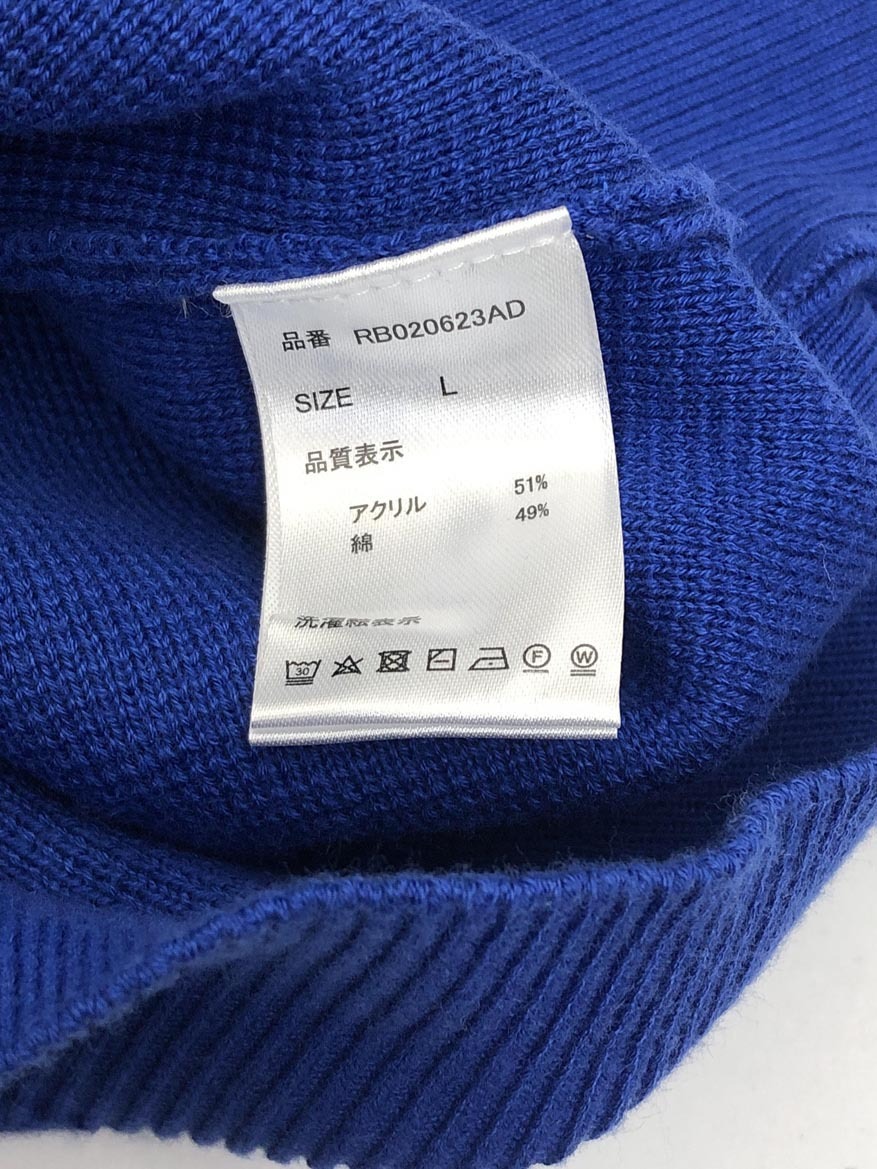 品番 RB020623AD
SIZE L
品質表示
アクリル 51%
綿 49%
洗濯絵表示
30 F W